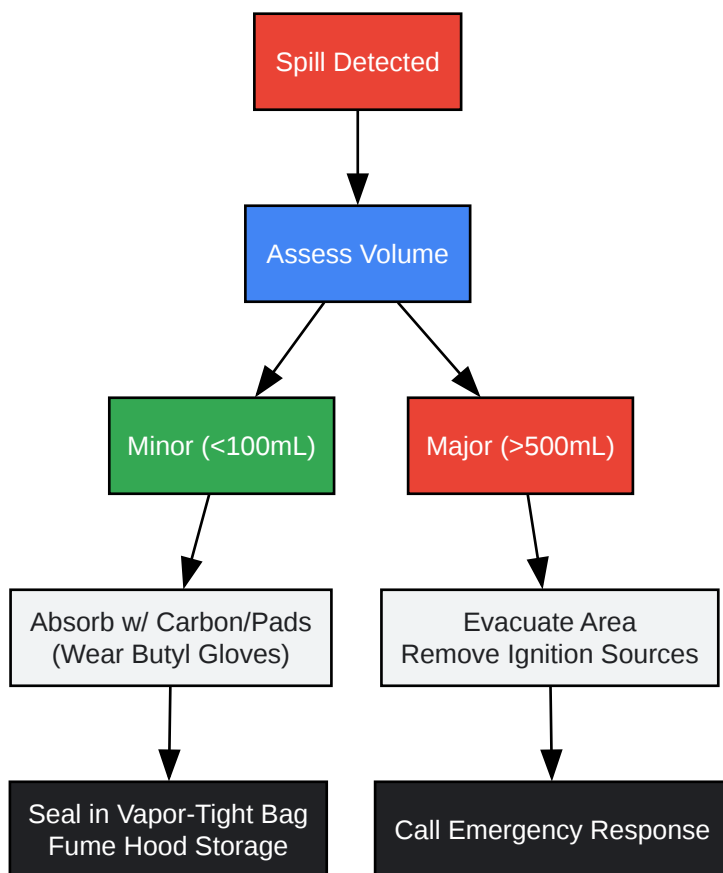 Spill Detected
Assess Volume
Minor (<100mL)
Major (>500mL)
Absorb w/ Carbon/Pads
(Wear Butyl Gloves)
Evacuate Area
Remove Ignition Sources
Seal in Vapor-Tight Bag
Fume Hood Storage
Call Emergency Response